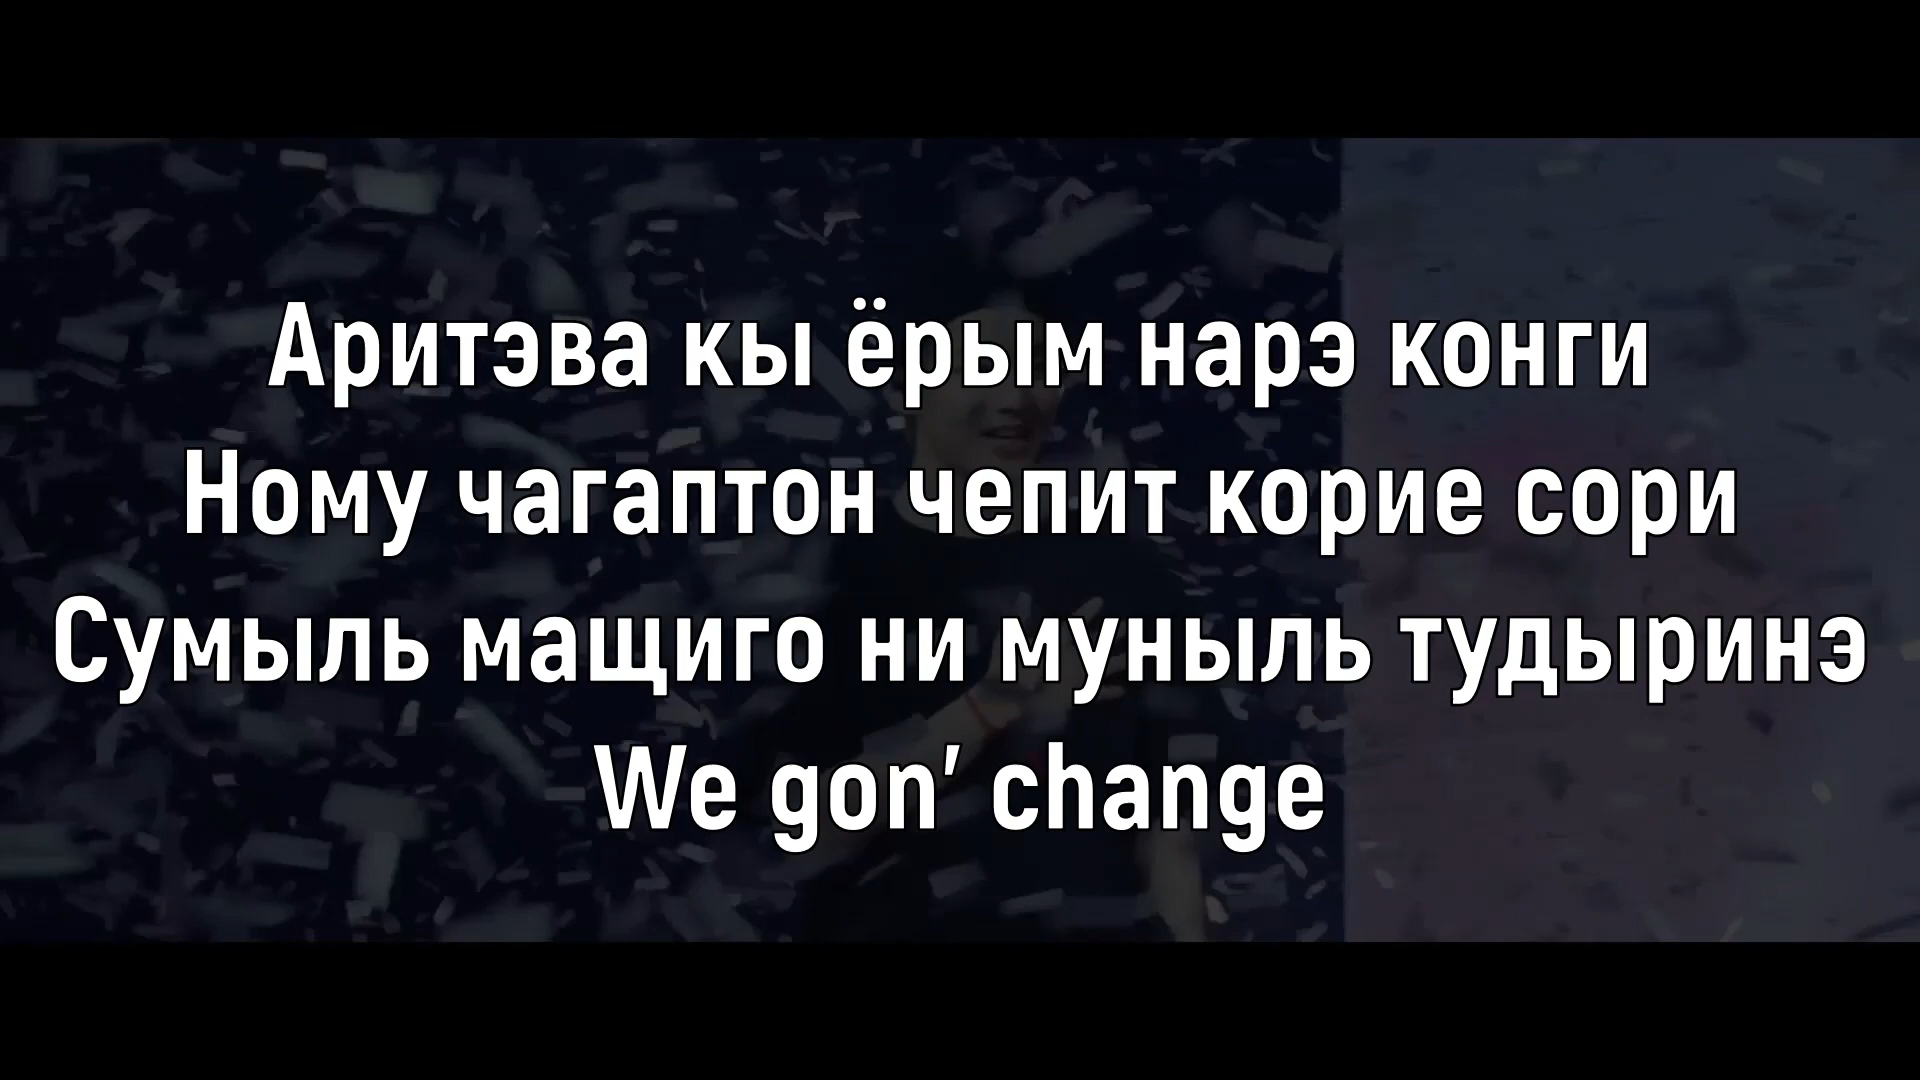 Аритэва кы ёрым нарэ конги
Ному чагаптон чепит корие сори
Сумыль мащиго ни муныль тудыринэ
We gon’ change